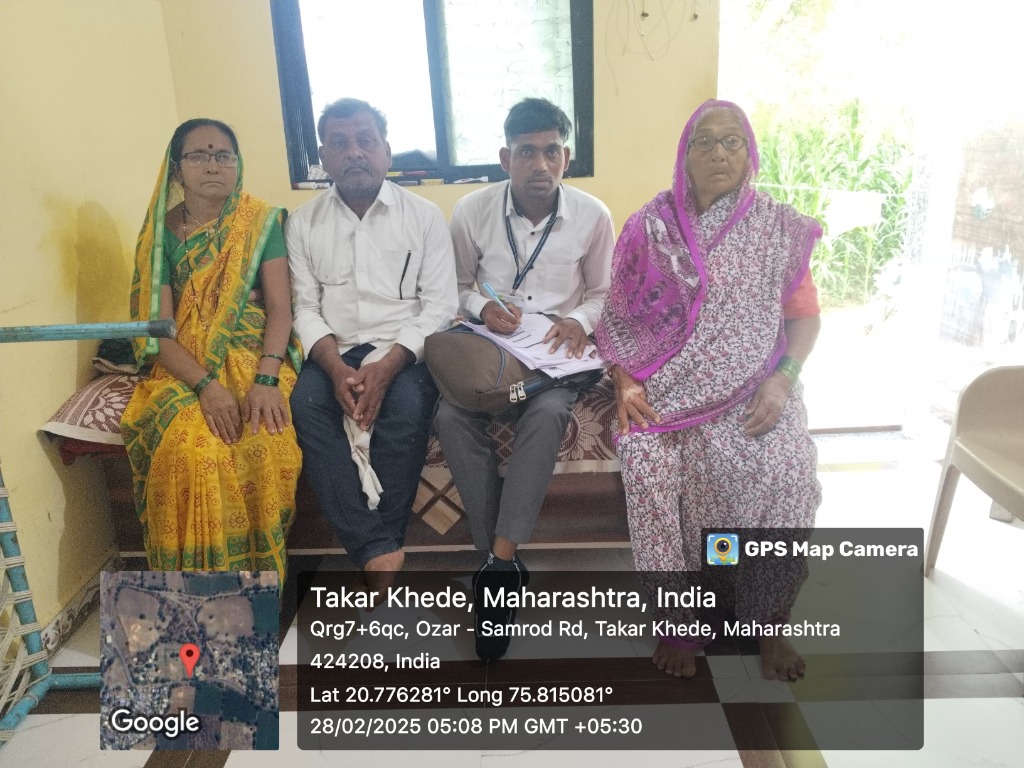 GPS Map Camera
Takar Khede, Maharashtra, India
Qrg7+6qc, Ozar - Samrod Rd, Takar Khede, Maharashtra
424208, India
Lat 20.776281° Long 75.815081°
28/02/2025 05:08 PM GMT +05:30
Google